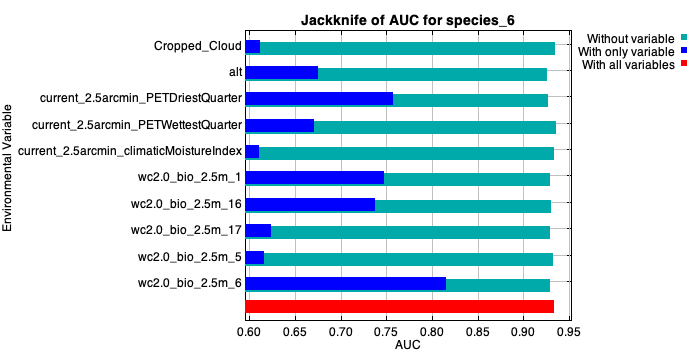 Jackknife of AUC for species_6
Without variable
With only variable
With all variables
Environmental Variable
Cropped_Cloud
alt
current_2.5arcmin_PETDriestQuarter
current_2.5arcmin_PETWettestQuarter
current_2.5arcmin_climaticMoistureIndex
wc2.0_bio_2.5m_1
wc2.0_bio_2.5m_16
wc2.0_bio_2.5m_17
wc2.0_bio_2.5m_5
wc2.0_bio_2.5m_6
0.60 0.65 0.70 0.75 0.80 0.85 0.90 0.95
AUC